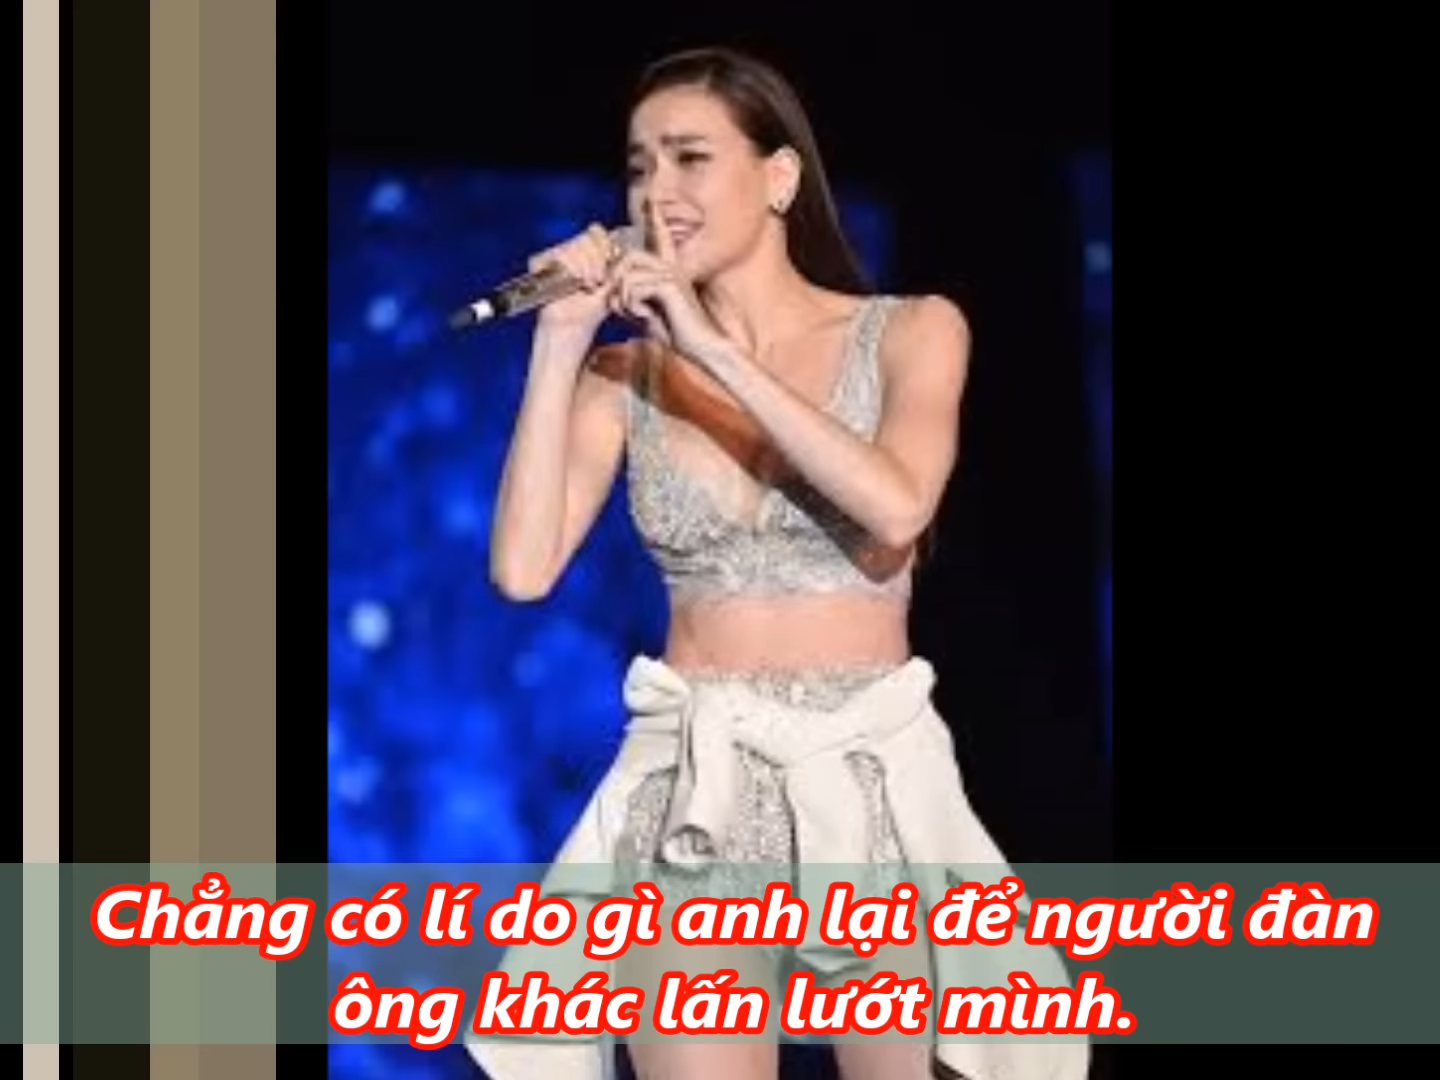 Chẳng có lí do gì anh lại để người đàn
ông khác lấn lướt mình.